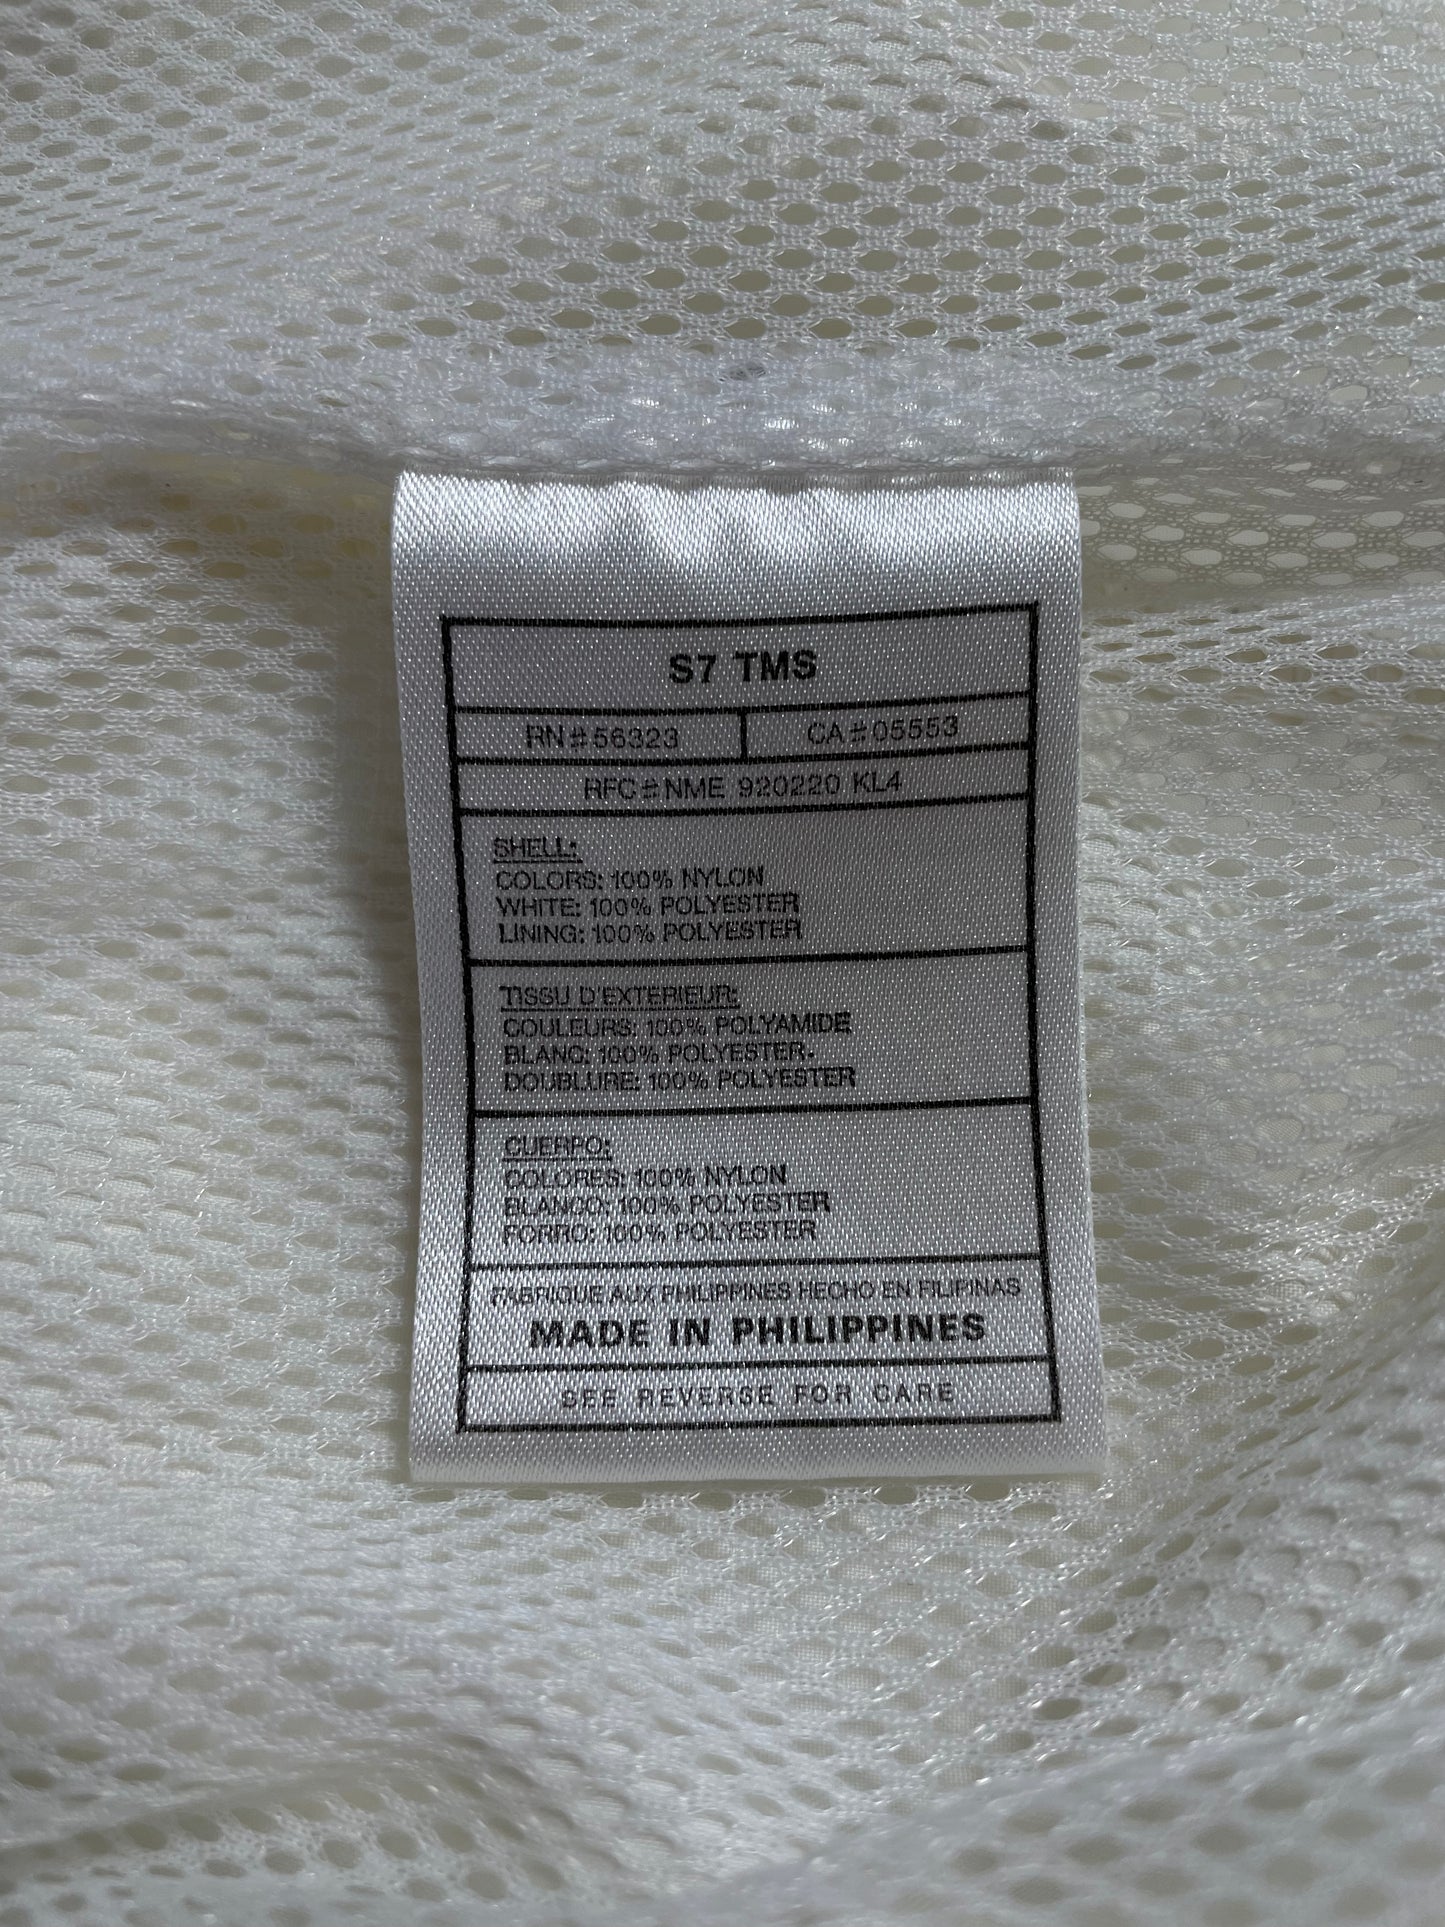 S7 TMS
RN#56323 CA#05553
RFC#NME 920220 KL4
SHELL:
COLORS: 100% NYLON
WHITE: 100% POLYESTER
LINING: 100% POLYESTER
TISSU D'EXTERIEUR:
COULEURS: 100% POLYAMIDE
BLANC: 100% POLYESTER.
DOUBLURE: 100% POLYESTER
CUERPO:
COLORES: 100% NYLON
BLANCO: 100% POLYESTER
FORRO: 100% POLYESTER
FABRIQUE AUX PHILIPPINES HECHO EN FILIPINAS
MADE IN PHILIPPINES
SEE REVERSE FOR CARE